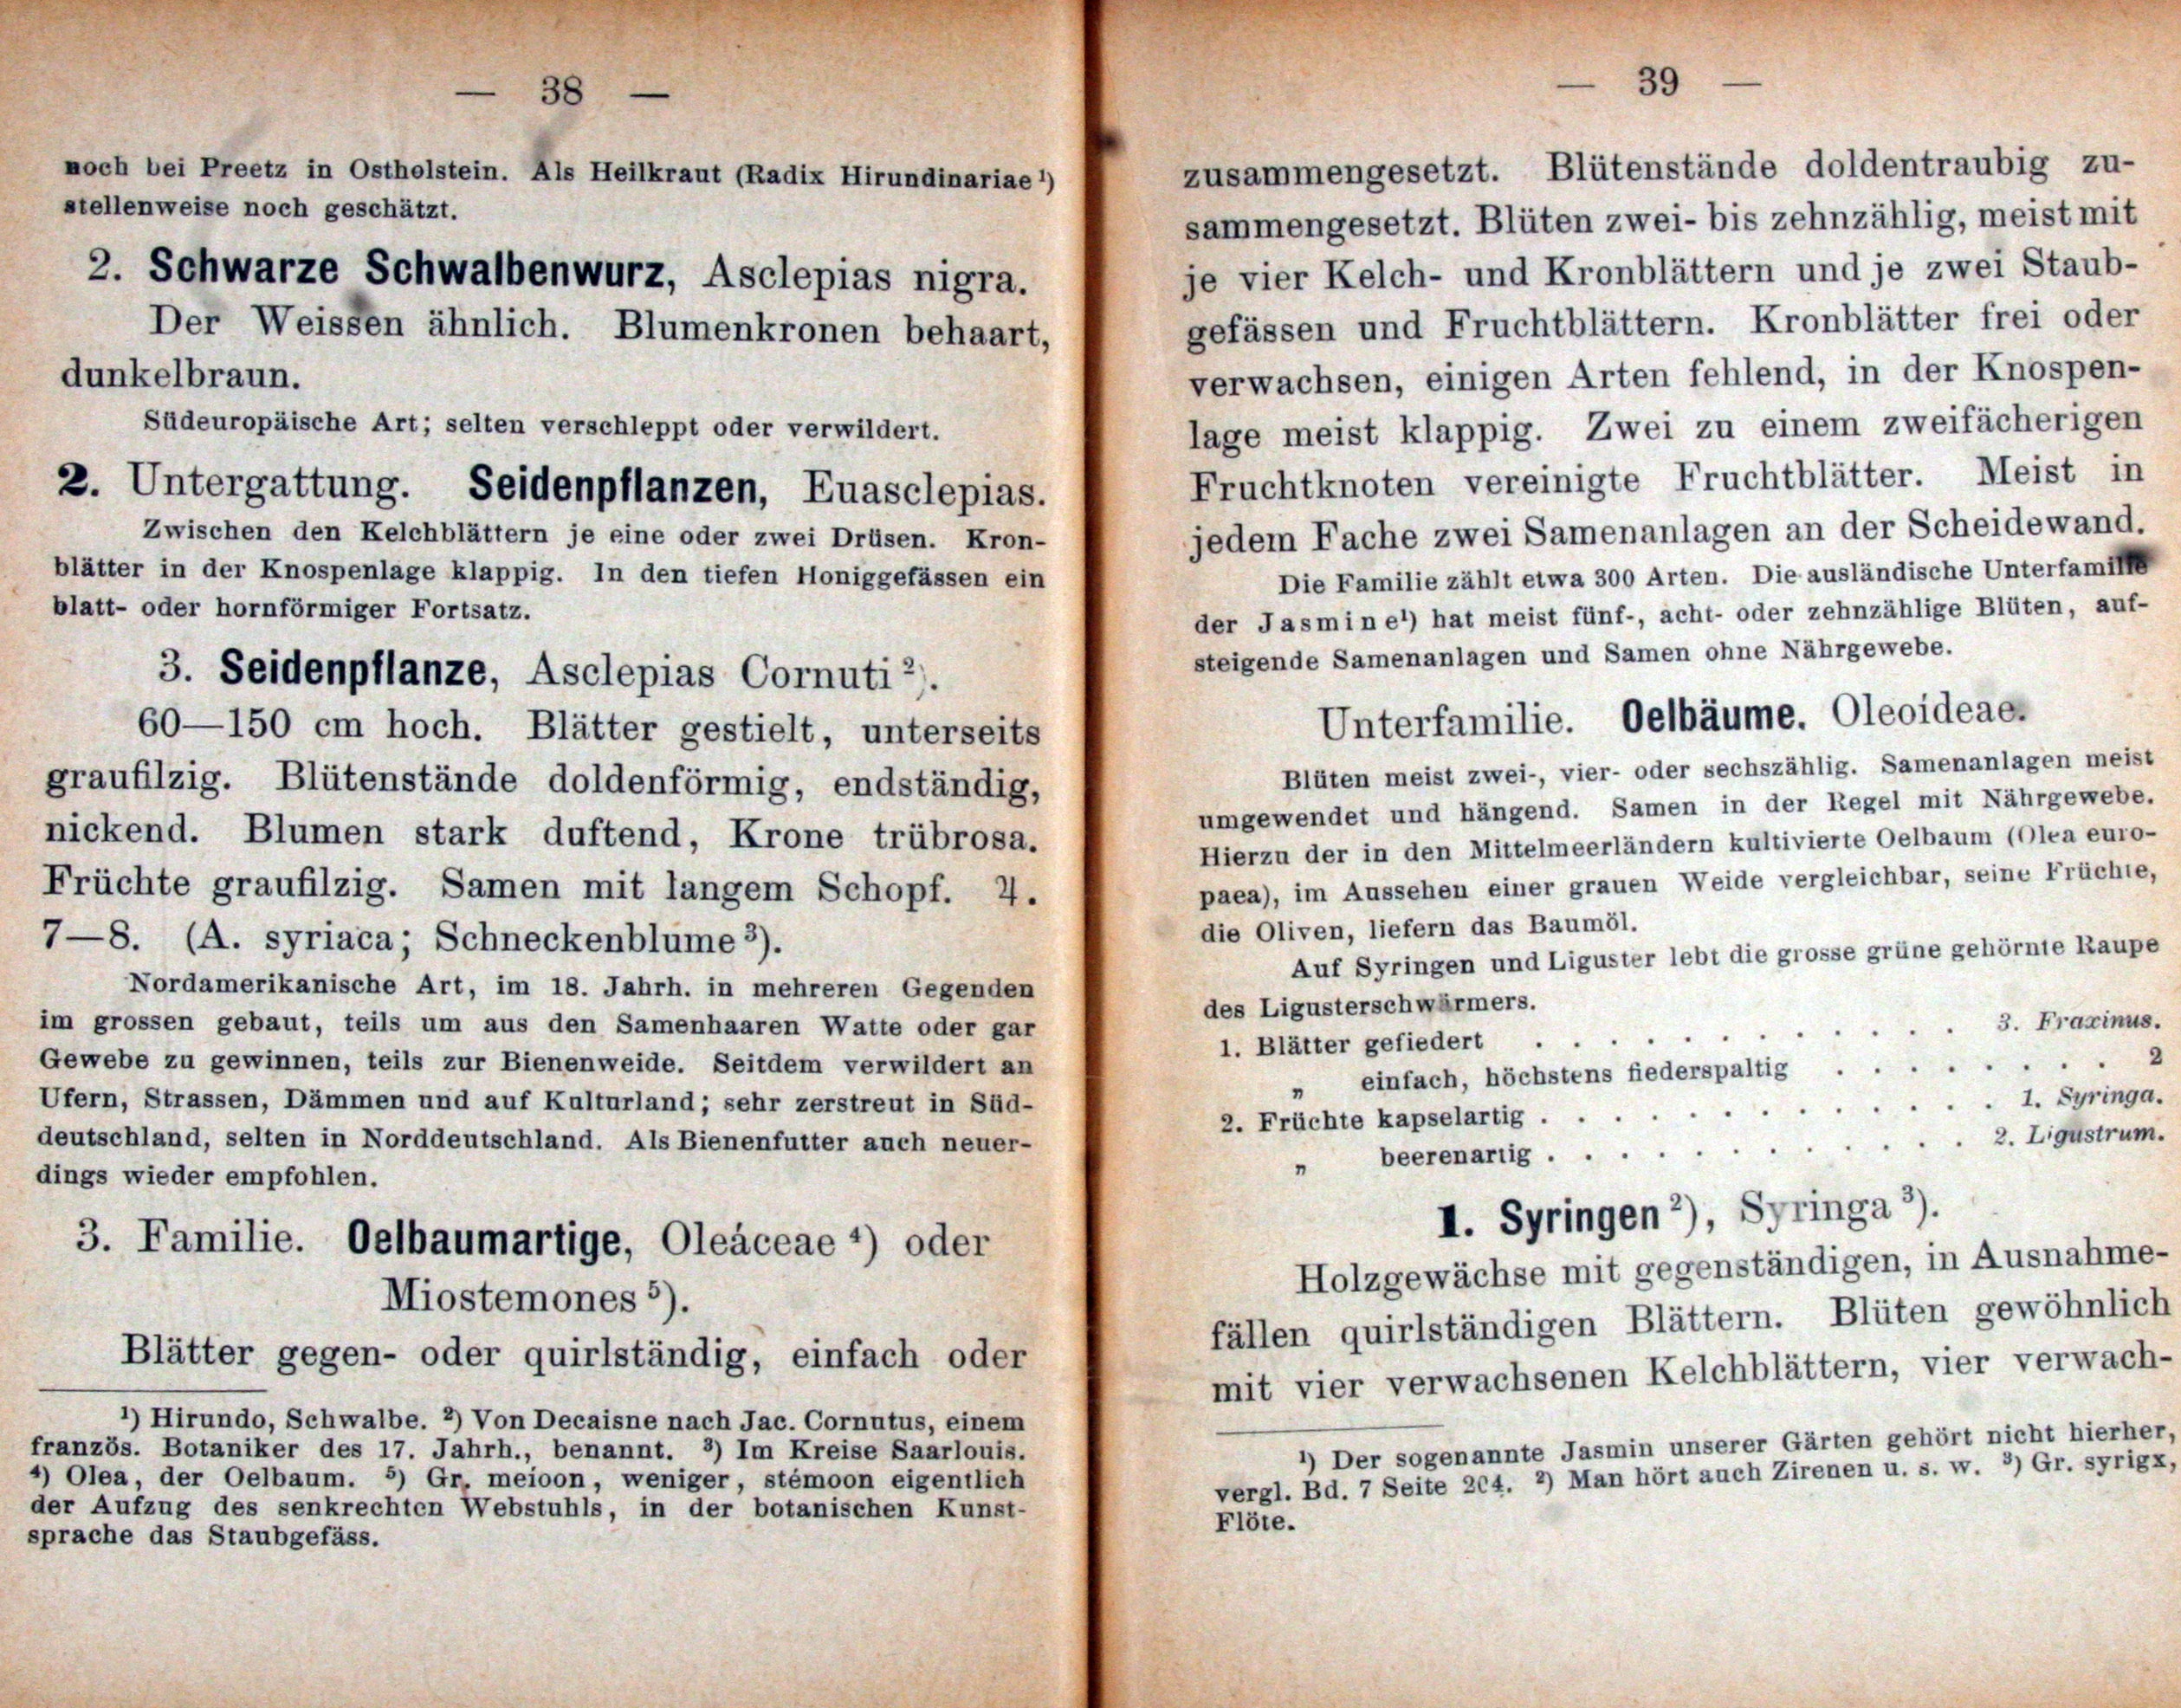 — 38 —
noch bei Preetz in Ostholstein. Als Heilkraut (Radix Hirundinariae ¹)
stellenweise noch geschätzt.
2. Schwarze Schwalbenwurz, Asclepias nigra.
Der Weissen ähnlich. Blumenkronen behaart,
dunkelbraun.
Südeuropäische Art; selten verschleppt oder verwildert.
2. Untergattung. Seidenpflanzen, Euasclepias.
Zwischen den Kelchblättern je eine oder zwei Drüsen. Kron-
blätter in der Knospenlage klappig. In den tiefen Honiggefässen ein
blatt- oder hornförmiger Fortsatz.
3. Seidenpflanze, Asclepias Cornuti ²).
60—150 cm hoch. Blätter gestielt, unterseits
graufilzig. Blütenstände doldenförmig, endständig,
nickend. Blumen stark duftend, Krone trübrosa.
Früchte graufilzig. Samen mit langem Schopf. ♃.
7—8. (A. syriaca; Schneckenblume ³).
Nordamerikanische Art, im 18. Jahrh. in mehreren Gegenden
im grossen gebaut, teils um aus den Samenhaaren Watte oder gar
Gewebe zu gewinnen, teils zur Bienenweide. Seitdem verwildert an
Ufern, Strassen, Dämmen und auf Kulturland; sehr zerstreut in Süd-
deutschland, selten in Norddeutschland. Als Bienenfutter auch neuer-
dings wieder empfohlen.
3. Familie. Oelbaumartige, Oleáceae ⁴) oder
Miostemones ⁵).
Blätter gegen- oder quirlständig, einfach oder
¹) Hirundo, Schwalbe. ²) Von Decaisne nach Jac. Cornutus, einem
französ. Botaniker des 17. Jahrh., benannt. ³) Im Kreise Saarlouis.
⁴) Olea, der Oelbaum. ⁵) Gr. meioon, weniger, stémoon eigentlich
der Aufzug des senkrechten Webstuhls, in der botanischen Kunst-
sprache das Staubgefäss.
— 39 —
zusammengesetzt. Blütenstände doldentraubig zu-
sammengesetzt. Blüten zwei- bis zehnzählig, meist mit
je vier Kelch- und Kronblättern und je zwei Staub-
gefässen und Fruchtblättern. Kronblätter frei oder
verwachsen, einigen Arten fehlend, in der Knospen-
lage meist klappig. Zwei zu einem zweifächerigen
Fruchtknoten vereinigte Fruchtblätter. Meist in
jedem Fache zwei Samenanlagen an der Scheidewand.
Die Familie zählt etwa 300 Arten. Die ausländische Unterfamilie
der Jasmine¹) hat meist fünf-, acht- oder zehnzählige Blüten, auf-
steigende Samenanlagen und Samen ohne Nährgewebe.
Unterfamilie. Oelbäume. Oleoideae.
Blüten meist zwei-, vier- oder sechszählig. Samenanlagen meist
umgewendet und hängend. Samen in der Regel mit Nährgewebe.
Hierzu der in den Mittelmeerländern kultivierte Oelbaum (Olea euro-
paea), im Aussehen einer grauen Weide vergleichbar, seine Früchte,
die Oliven, liefern das Baumöl.
Auf Syringen und Liguster lebt die grosse grüne gehörnte Raupe
des Ligusterschwärmers.
1. Blätter gefiedert . . . . . . . . . . . . . 3. Fraxinus.
„ einfach, höchstens fiederspaltig . . . . . . . . 2
2. Früchte kapselartig . . . . . . . . . . . . . 1. Syringa.
„ beerenartig . . . . . . . . . . . . 2. Ligustrum.
1. Syringen ²), Syringa ³).
Holzgewächse mit gegenständigen, in Ausnahme-
fällen quirlständigen Blättern. Blüten gewöhnlich
mit vier verwachsenen Kelchblättern, vier verwach-
¹) Der sogenannte Jasmin unserer Gärten gehört nicht hierher,
vergl. Bd. 7 Seite 204. ²) Man hört auch Zirenen u. s. w. ³) Gr. syrigx,
Flöte.